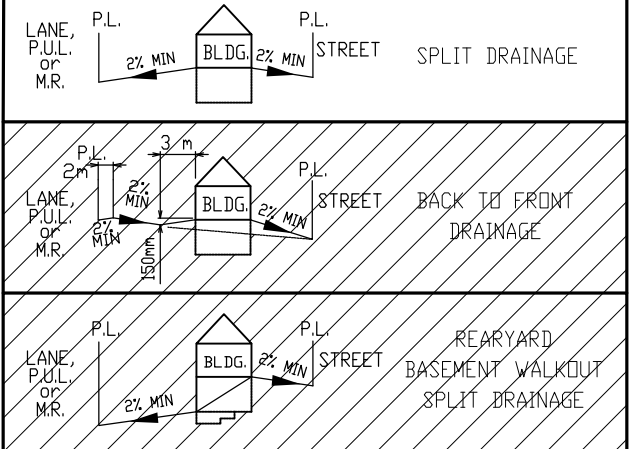 P.L.
P.L.
LANE,
P.U.L.
or
M.R.
2% MIN
BLDG.
2% MIN
STREET
SPLIT DRAINAGE
3 m
P.L.
2m
P.L.
2%
MIN
LANE,
P.U.L.
or
M.R.
2%
MIN
150mm
BLDG.
2% MIN
STREET
BACK TO FRONT
DRAINAGE
P.L.
P.L.
LANE,
P.U.L.
or
M.R.
2% MIN
BLDG.
2% MIN
STREET
REARYARD
BASEMENT WALKOUT
SPLIT DRAINAGE